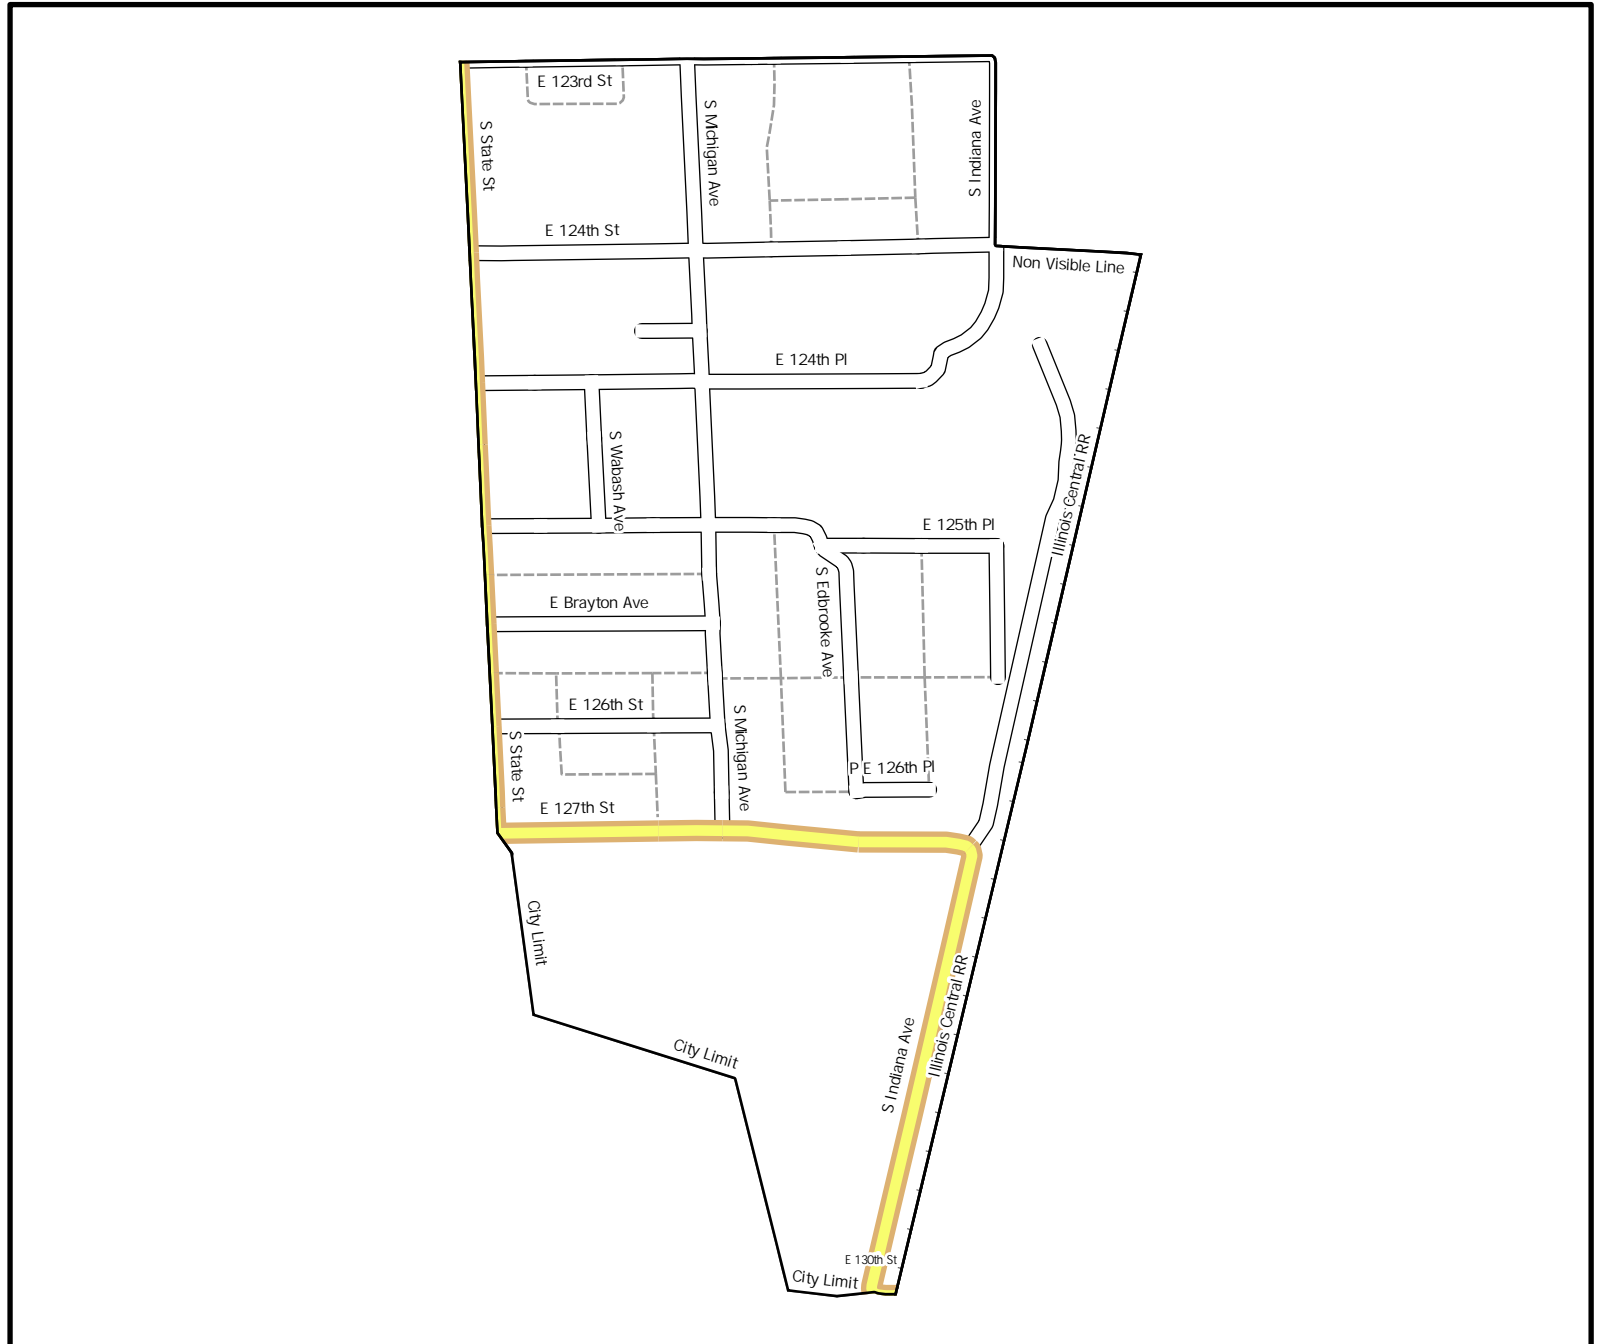 E 123rd St
S State St
S Michigan Ave
S Indiana Ave
E 124th St
Non Visible Line
E 124th Pl
S Wabash Ave
Illinois Central RR
E 125th Pl
S Edbrooke Ave
E Brayton Ave
E 126th St
S State St
S Michigan Ave
P E 126th Pl
E 127th St
City Limit
Illinois Central RR
S Indiana Ave
City Limit
E 130th St
City Limit